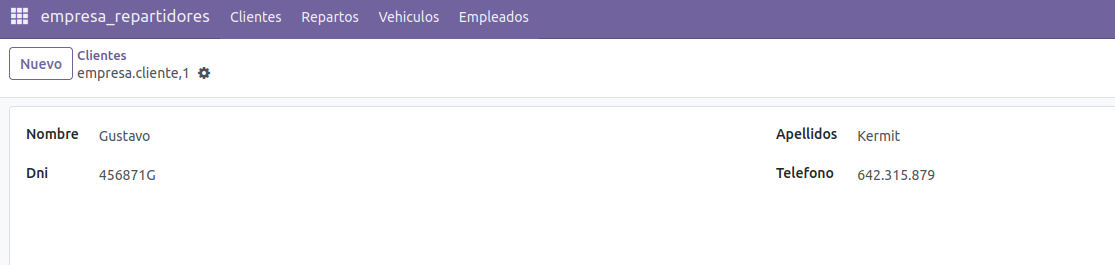 empresa_repartidores Clientes Repartos Vehiculos Empleados
Nuevo
Clientes
empresa.cliente,1
Nombre Gustavo Apellidos Kermit
Dni 456871G Telefono 642.315.879